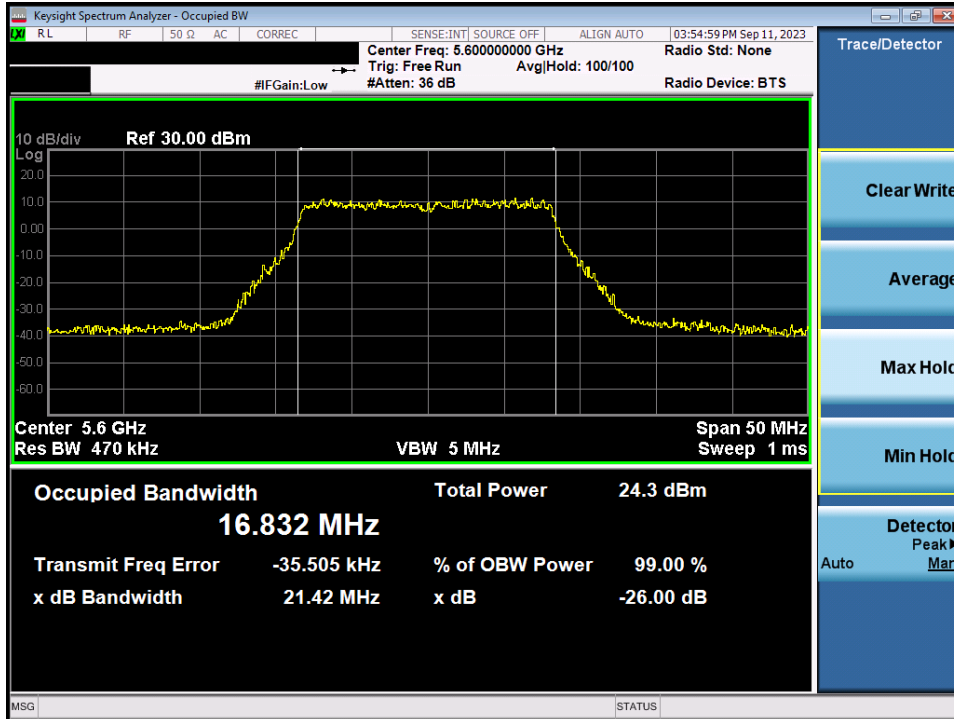 Keysight Spectrum Analyzer - Occupied BW
LXI RL RF 50 Ω AC CORREC SENSE:INT SOURCE OFF ALIGN AUTO 03:54:59 PM Sep 11, 2023
Center Freq: 5.600000000 GHz Radio Std: None
Trig: Free Run Avg|Hold: 100/100
#IFGain:Low #Atten: 36 dB Radio Device: BTS
10 dB/div Ref 30.00 dBm
Log
20.0
10.0
0.00
-10.0
-20.0
-30.0
-40.0
-50.0
-60.0
Center 5.6 GHz Span 50 MHz
Res BW 470 kHz VBW 5 MHz Sweep 1 ms
Occupied Bandwidth Total Power 24.3 dBm
16.832 MHz
Transmit Freq Error -35.505 kHz % of OBW Power 99.00 %
x dB Bandwidth 21.42 MHz x dB -26.00 dB
MSG STATUS
Trace/Detector
Clear Write
Average
Max Hold
Min Hold
Detector
Peak
Auto Man